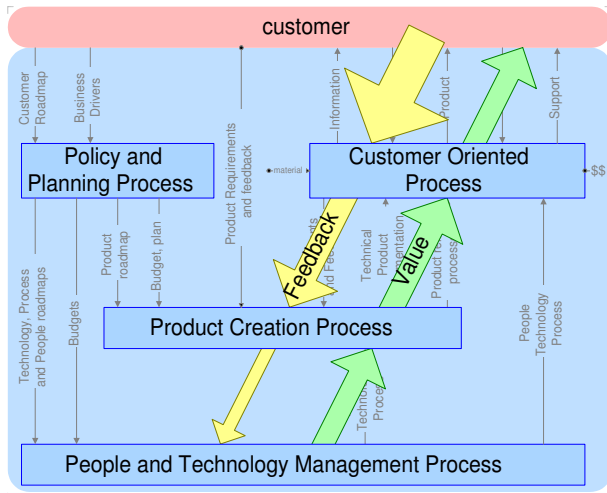 customer
Customer
Roadmap
Business
Drivers
Product Requirements
and feedback
Information
Product
Support
Policy and
Planning Process
material
Customer Oriented
Process
$$
Technology, Process
and People roadmaps
Budgets
Product
roadmap
Budget, plan
Feedback
Technical
Product
Value
process
People
Technology
Process
Product Creation Process
Process
People and Technology Management Process